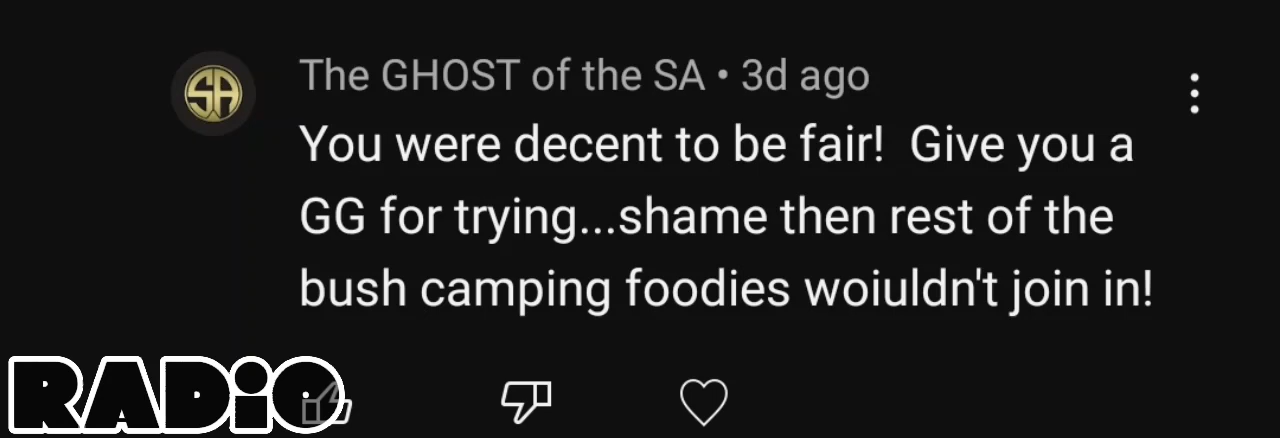 SA
The GHOST of the SA • 3d ago
You were decent to be fair!  Give you a
GG for trying...shame then rest of the
bush camping foodies woiuldn't join in!
RADiO